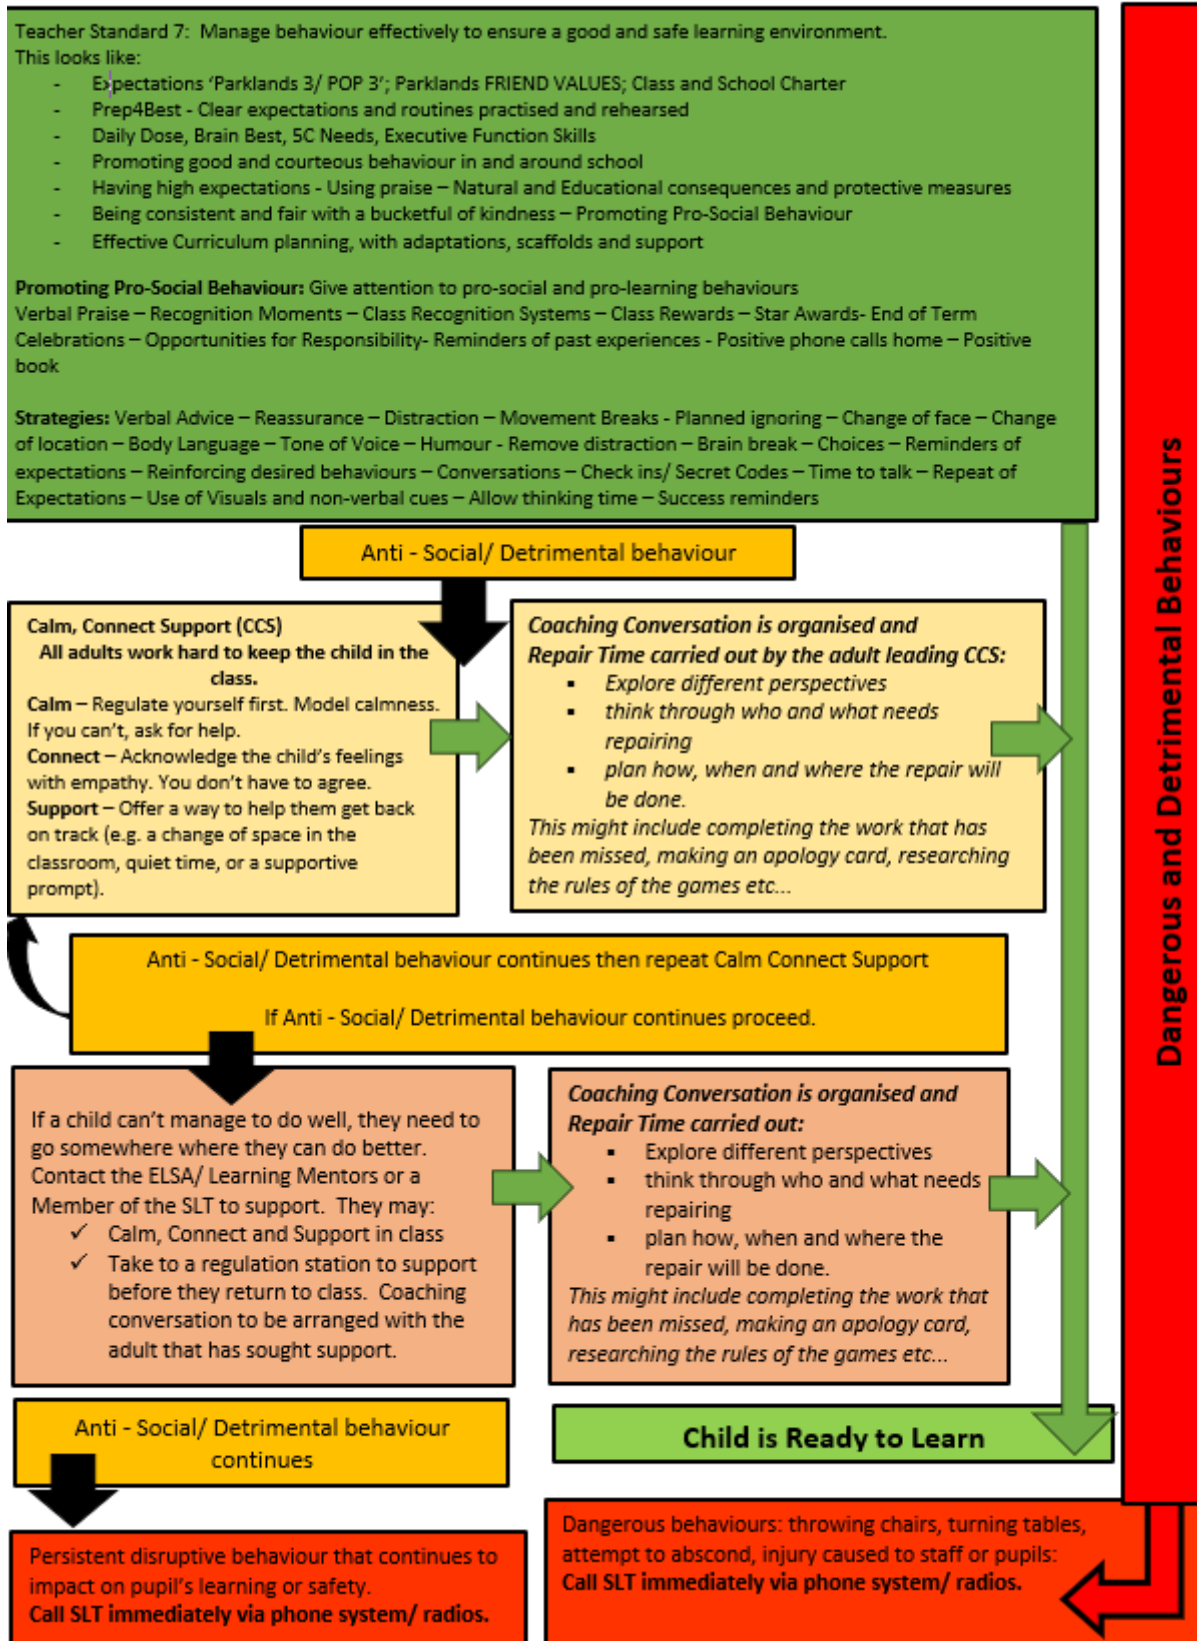 Teacher Standard 7:  Manage behaviour effectively to ensure a good and safe learning environment.
This looks like:
- Expectations 'Parklands 3/ POP 3'; Parklands FRIEND VALUES; Class and School Charter
- Prep4Best - Clear expectations and routines practised and rehearsed
- Daily Dose, Brain Best, 5C Needs, Executive Function Skills
- Promoting good and courteous behaviour in and around school
- Having high expectations - Using praise – Natural and Educational consequences and protective measures
- Being consistent and fair with a bucketful of kindness – Promoting Pro-Social Behaviour
- Effective Curriculum planning, with adaptations, scaffolds and support
Promoting Pro-Social Behaviour: Give attention to pro-social and pro-learning behaviours
Verbal Praise – Recognition Moments – Class Recognition Systems – Class Rewards – Star Awards- End of Term
Celebrations – Opportunities for Responsibility- Reminders of past experiences - Positive phone calls home – Positive
book
Strategies: Verbal Advice – Reassurance – Distraction – Movement Breaks - Planned ignoring – Change of face – Change
of location – Body Language – Tone of Voice – Humour - Remove distraction – Brain break – Choices – Reminders of
expectations – Reinforcing desired behaviours – Conversations – Check ins/ Secret Codes – Time to talk – Repeat of
Expectations – Use of Visuals and non-verbal cues – Allow thinking time – Success reminders
Dangerous and Detrimental Behaviours
Anti - Social/ Detrimental behaviour
Calm, Connect Support (CCS)
All adults work hard to keep the child in the
class.
Calm – Regulate yourself first. Model calmness.
If you can't, ask for help.
Connect – Acknowledge the child's feelings
with empathy. You don't have to agree.
Support – Offer a way to help them get back
on track (e.g. a change of space in the
classroom, quiet time, or a supportive
prompt).
Coaching Conversation is organised and
Repair Time carried out by the adult leading CCS:
▪ Explore different perspectives
▪ think through who and what needs
repairing
▪ plan how, when and where the repair will
be done.
This might include completing the work that has
been missed, making an apology card, researching
the rules of the games etc...
Anti - Social/ Detrimental behaviour continues then repeat Calm Connect Support
If Anti - Social/ Detrimental behaviour continues proceed.
If a child can't manage to do well, they need to
go somewhere where they can do better.
Contact the ELSA/ Learning Mentors or a
Member of the SLT to support.  They may:
✓ Calm, Connect and Support in class
✓ Take to a regulation station to support
before they return to class.  Coaching
conversation to be arranged with the
adult that has sought support.
Coaching Conversation is organised and
Repair Time carried out:
▪ Explore different perspectives
▪ think through who and what needs
repairing
▪ plan how, when and where the
repair will be done.
This might include completing the work that
has been missed, making an apology card,
researching the rules of the games etc...
Anti - Social/ Detrimental behaviour
continues
Child is Ready to Learn
Persistent disruptive behaviour that continues to
impact on pupil's learning or safety.
Call SLT immediately via phone system/ radios.
Dangerous behaviours: throwing chairs, turning tables,
attempt to abscond, injury caused to staff or pupils:
Call SLT immediately via phone system/ radios.